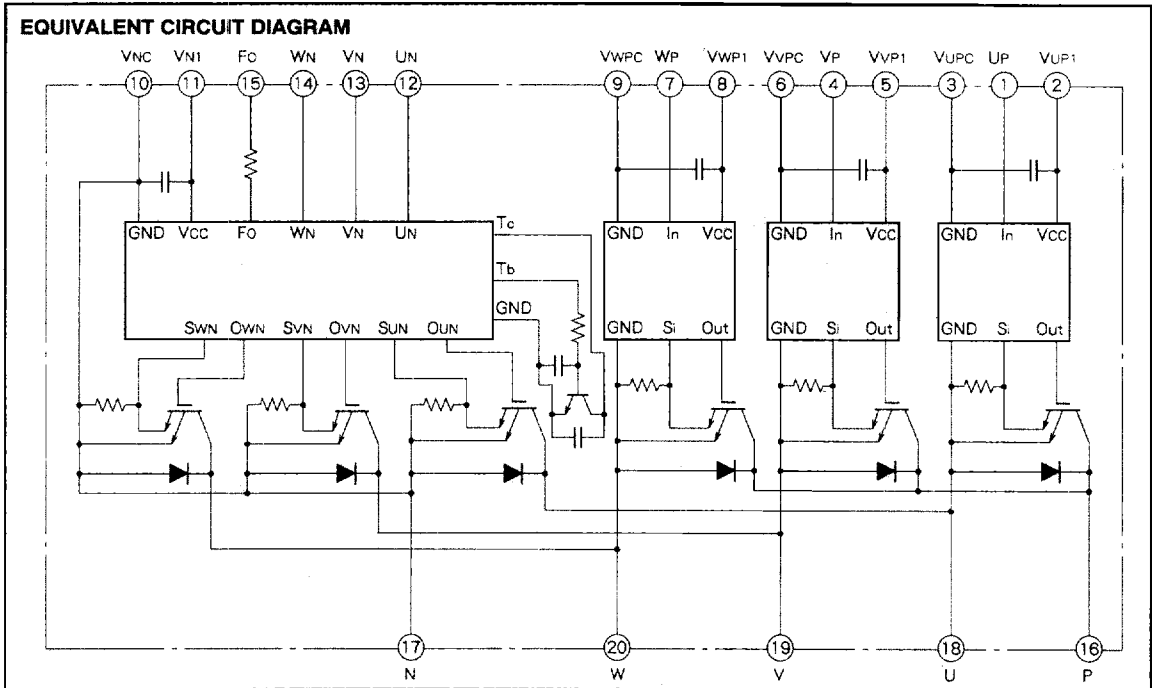 EQUIVALENT CIRCUIT DIAGRAM
VNC VN1 FO WN VN UN VWPC WP VWP1 VVPC VP VVP1 VUPC UP VUP1
10 11 15 14 13 12 9 7 8 6 4 5 3 1 2
GND VCC FO WN VN UN Tc GND In VCC GND In VCC GND In VCC
Tb
GND
SWN OWN SVN OVN SUN OUN GND Si Out GND Si Out GND Si Out
17 20 19 18 16
N W V U P